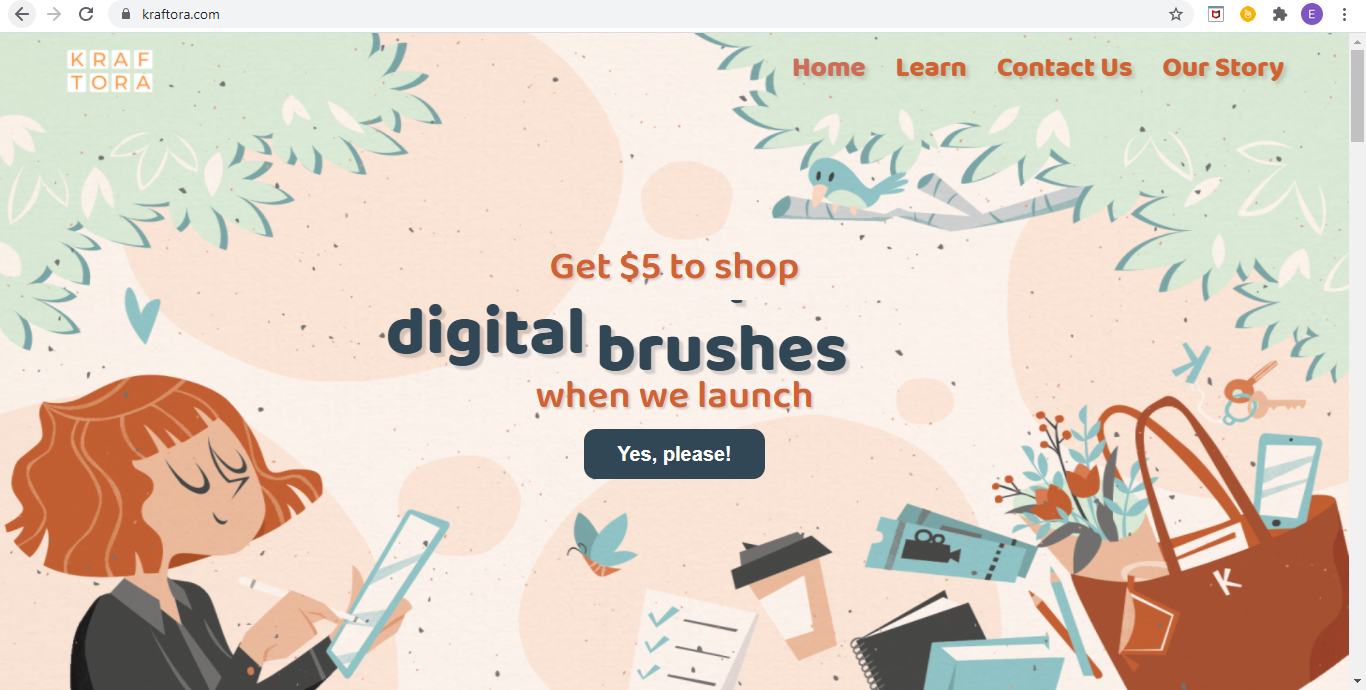 kraftora.com
E
KRAF
TORA
Home Learn Contact Us Our Story
Get $5 to shop
digital brushes
when we launch
Yes, please!
K